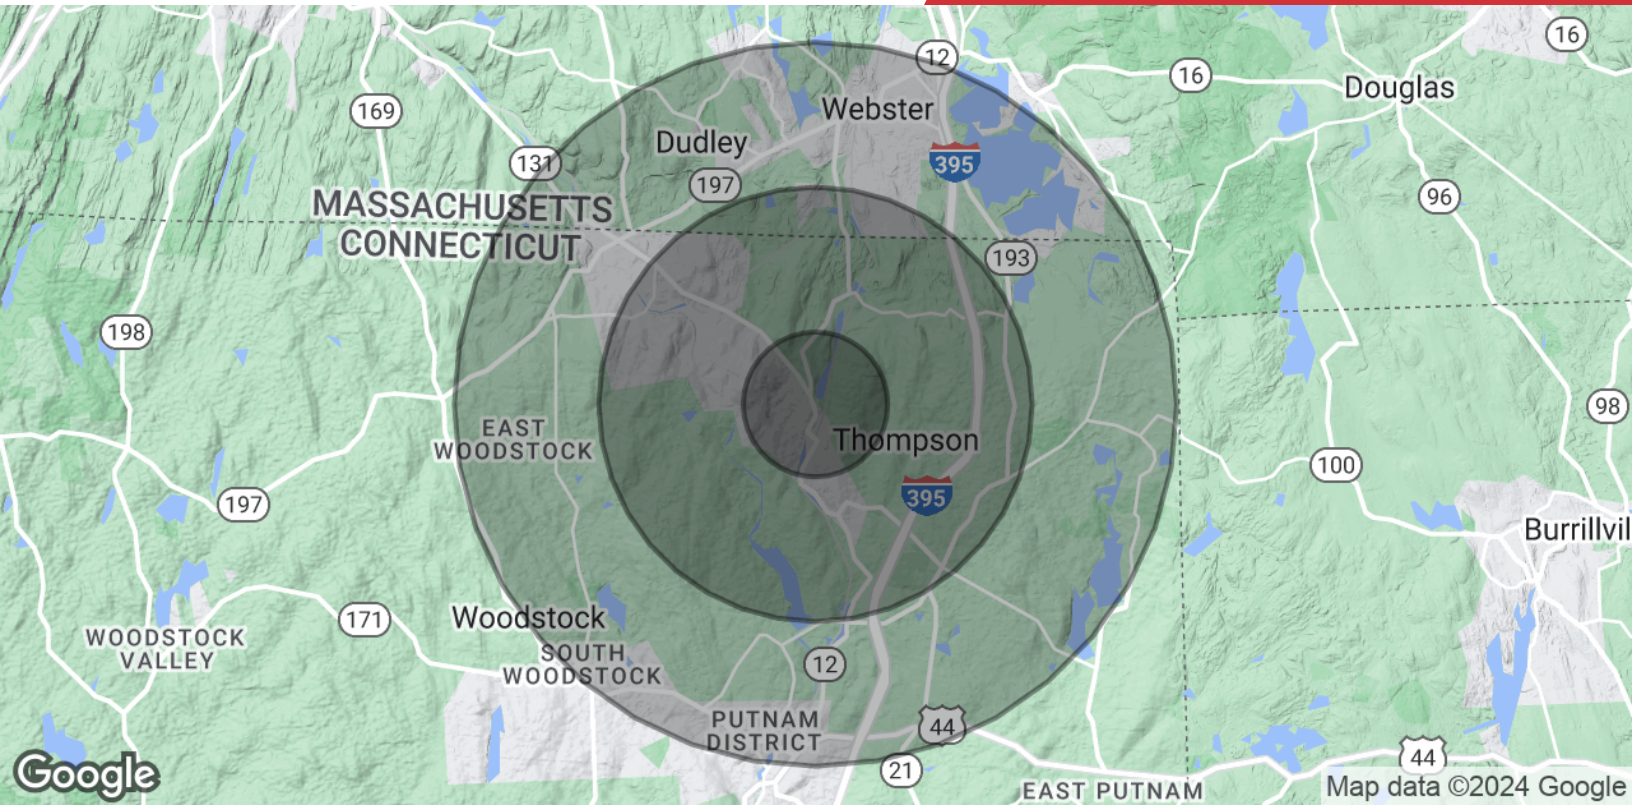 16
12
16
Douglas
169
Webster
Dudley
131
395
197
96
MASSACHUSETTS
CONNECTICUT
193
198
98
EAST
WOODSTOCK
Thompson
100
197
395
Burrillvil
171
Woodstock
WOODSTOCK
VALLEY
SOUTH
WOODSTOCK
12
PUTNAM
DISTRICT
44
44
21
Google
EAST PUTNAM
Map data ©2024 Google